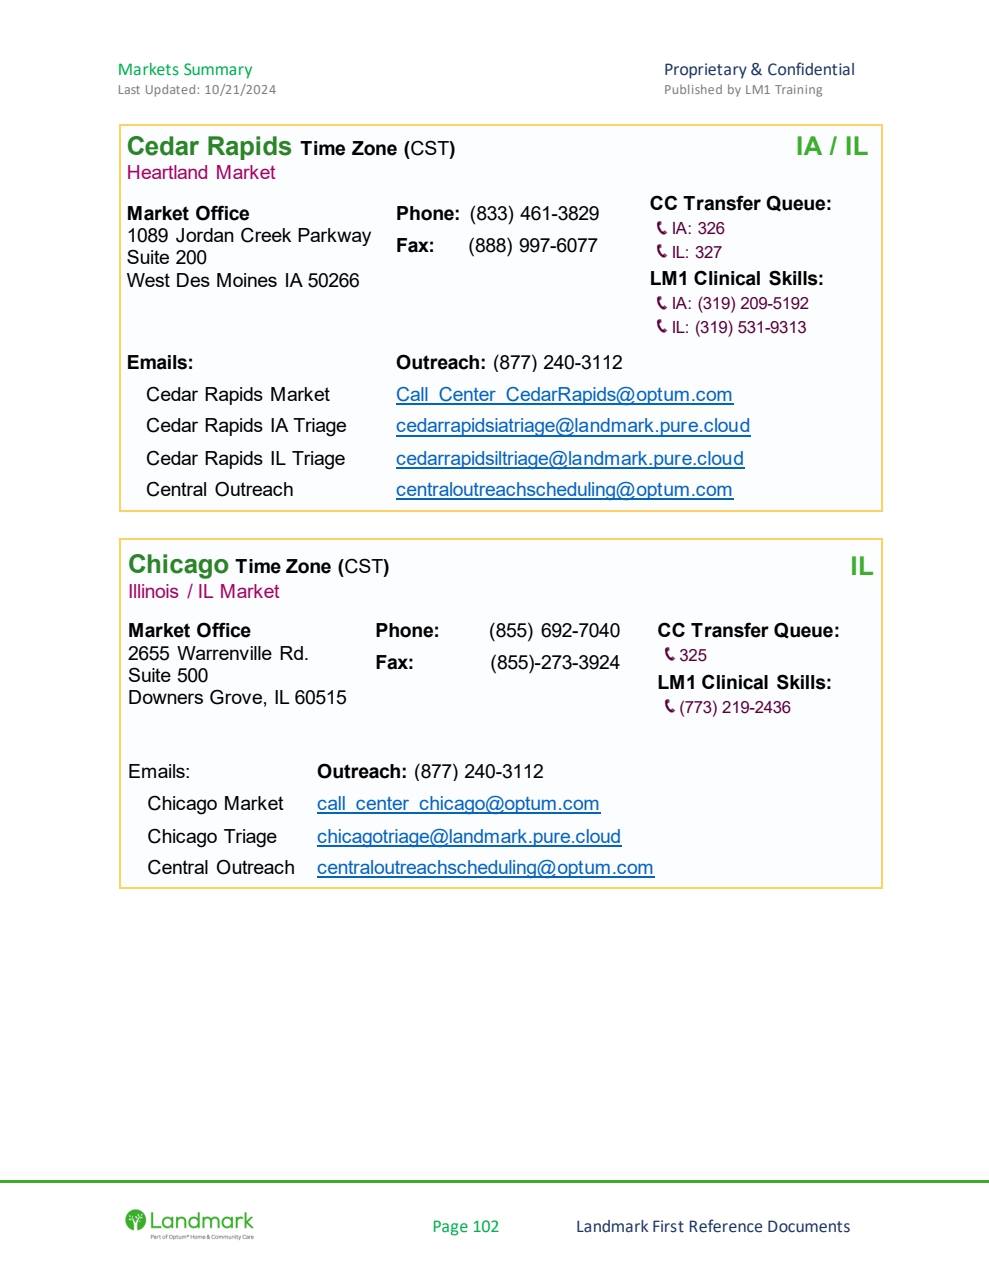 Markets Summary
Proprietary & Confidential
Last Updated: 10/21/2024
Published by LM1 Training
Cedar Rapids Time Zone (CST)
IA / IL
Heartland Market
Market Office
1089 Jordan Creek Parkway
Suite 200
West Des Moines IA 50266
Phone: (833) 461-3829
Fax: (888) 997-6077
CC Transfer Queue:
IA: 326
IL: 327
LM1 Clinical Skills:
IA: (319) 209-5192
IL: (319) 531-9313
Emails:
Outreach: (877) 240-3112
Cedar Rapids Market Call_Center_CedarRapids@optum.com
Cedar Rapids IA Triage cedarrapidsiatriage@landmark.pure.cloud
Cedar Rapids IL Triage cedarrapidsiltriage@landmark.pure.cloud
Central Outreach centraloutreachscheduling@optum.com
Chicago Time Zone (CST)
IL
Illinois / IL Market
Market Office
2655 Warrenville Rd.
Suite 500
Downers Grove, IL 60515
Phone: (855) 692-7040
Fax: (855)-273-3924
CC Transfer Queue:
325
LM1 Clinical Skills:
(773) 219-2436
Emails:
Outreach: (877) 240-3112
Chicago Market call_center_chicago@optum.com
Chicago Triage chicagotriage@landmark.pure.cloud
Central Outreach centraloutreachscheduling@optum.com
Landmark
Part of Optum® Home & Community Care
Page 102
Landmark First Reference Documents